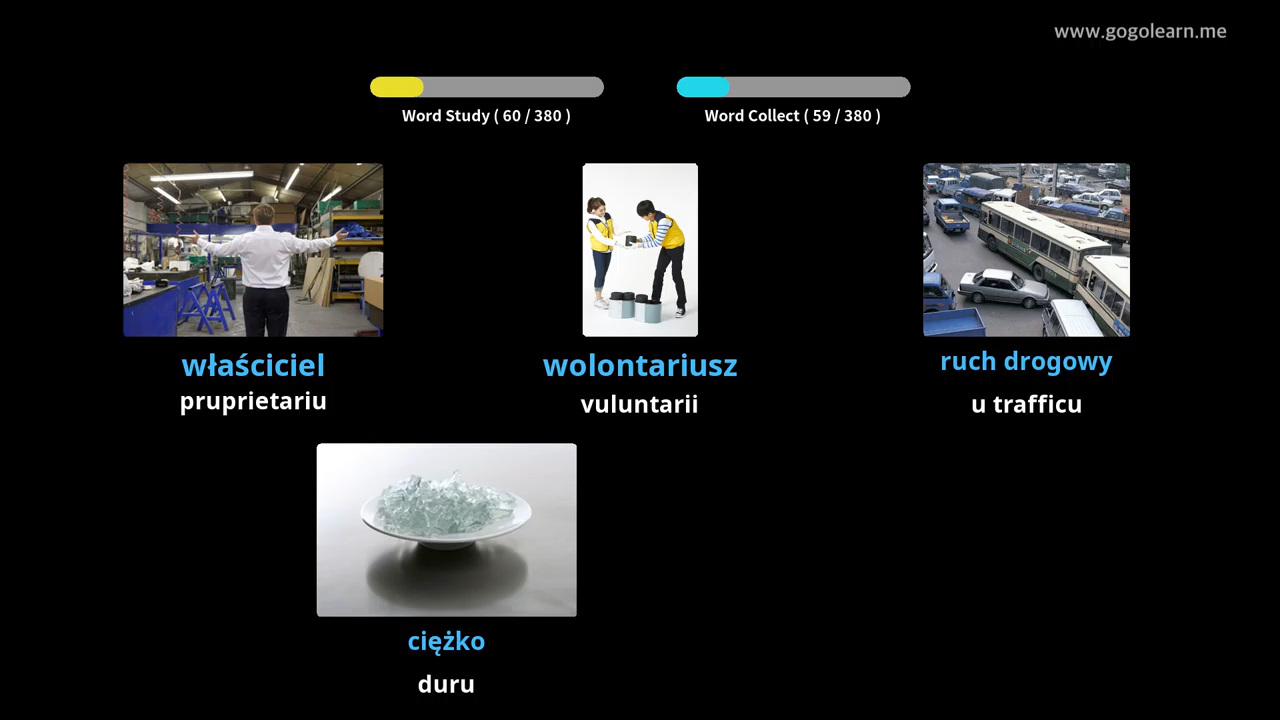 www.gogolearn.me
Word Study ( 60 / 380 )
Word Collect ( 59 / 380 )
właściciel
pruprietariu
wolontariusz
vuluntarii
ruch drogowy
u trafficu
ciężko
duru